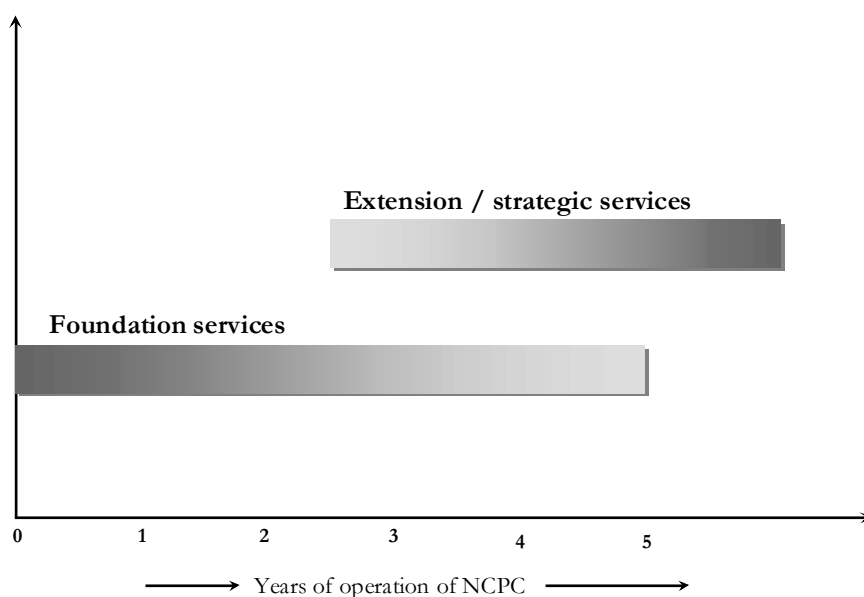 Extension / strategic services
Foundation services
0 1 2 3 4 5
Years of operation of NCPC